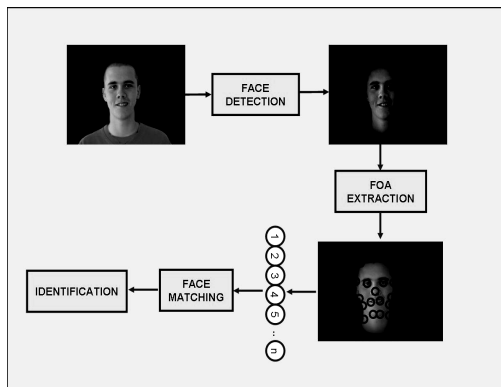 FACE
DETECTION
FOA
EXTRACTION
1
2
3
4
5
:
n
FACE
MATCHING
IDENTIFICATION